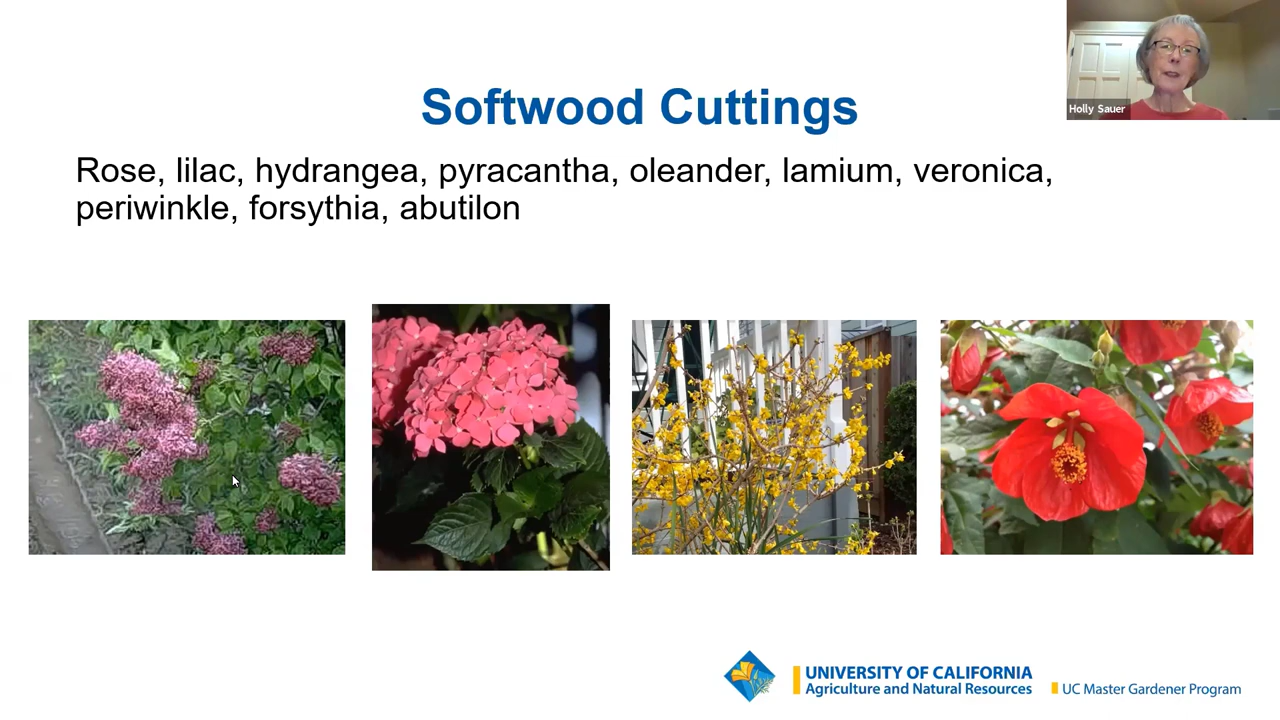 Softwood Cuttings
Rose, lilac, hydrangea, pyracantha, oleander, lamium, veronica,
periwinkle, forsythia, abutilon
Holly Sauer
UNIVERSITY OF CALIFORNIA
Agriculture and Natural Resources
UC Master Gardener Program